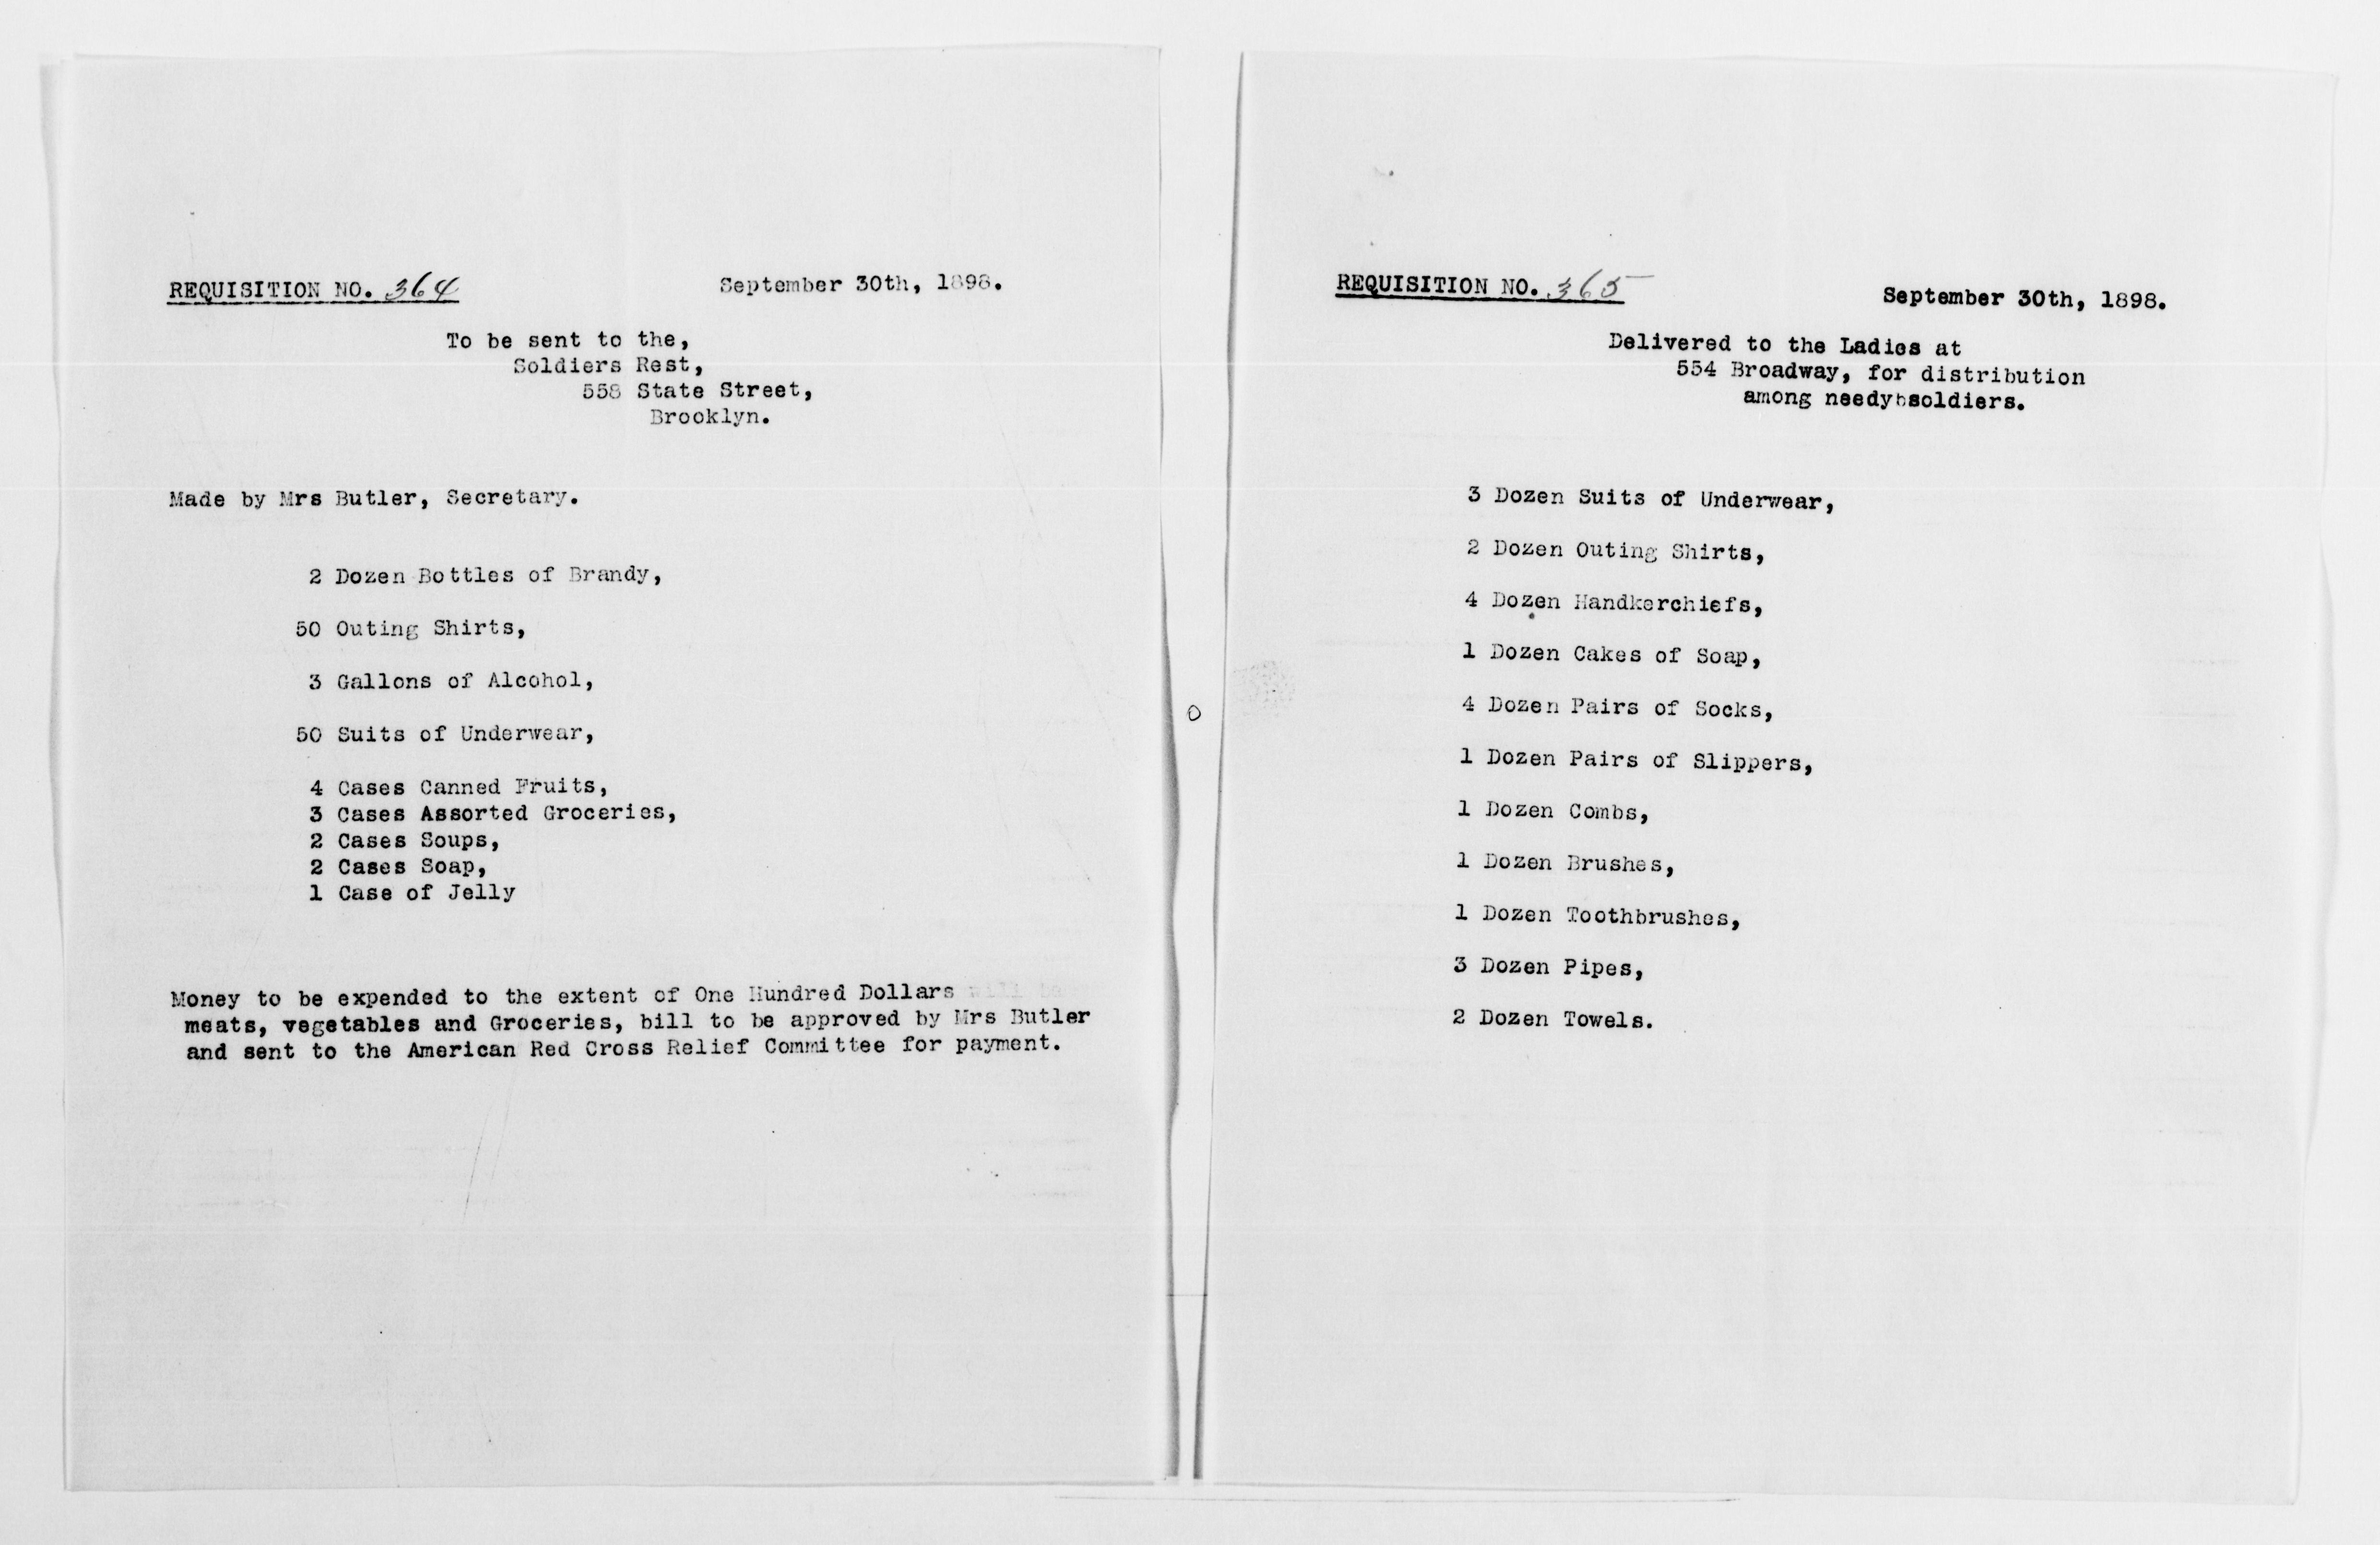 REQUISITION NO. 364
September 30th, 1898.
To be sent to the,
Soldiers Rest,
558 State Street,
Brooklyn.
Made by Mrs Butler, Secretary.
2 Dozen Bottles of Brandy,
50 Outing Shirts,
3 Gallons of Alcohol,
50 Suits of Underwear,
4 Cases Canned Fruits,
3 Cases Assorted Groceries,
2 Cases Soups,
2 Cases Soap,
1 Case of Jelly
Money to be expended to the extent of One Hundred Dollars will be
meats, vegetables and Groceries, bill to be approved by Mrs Butler
and sent to the American Red Cross Relief Committee for payment.
REQUISITION NO. 365
September 30th, 1898.
Delivered to the Ladies at
554 Broadway, for distribution
among needyhsoldiers.
3 Dozen Suits of Underwear,
2 Dozen Outing Shirts,
4 Dozen Handkerchiefs,
1 Dozen Cakes of Soap,
4 Dozen Pairs of Socks,
1 Dozen Pairs of Slippers,
1 Dozen Combs,
1 Dozen Brushes,
1 Dozen Toothbrushes,
3 Dozen Pipes,
2 Dozen Towels.